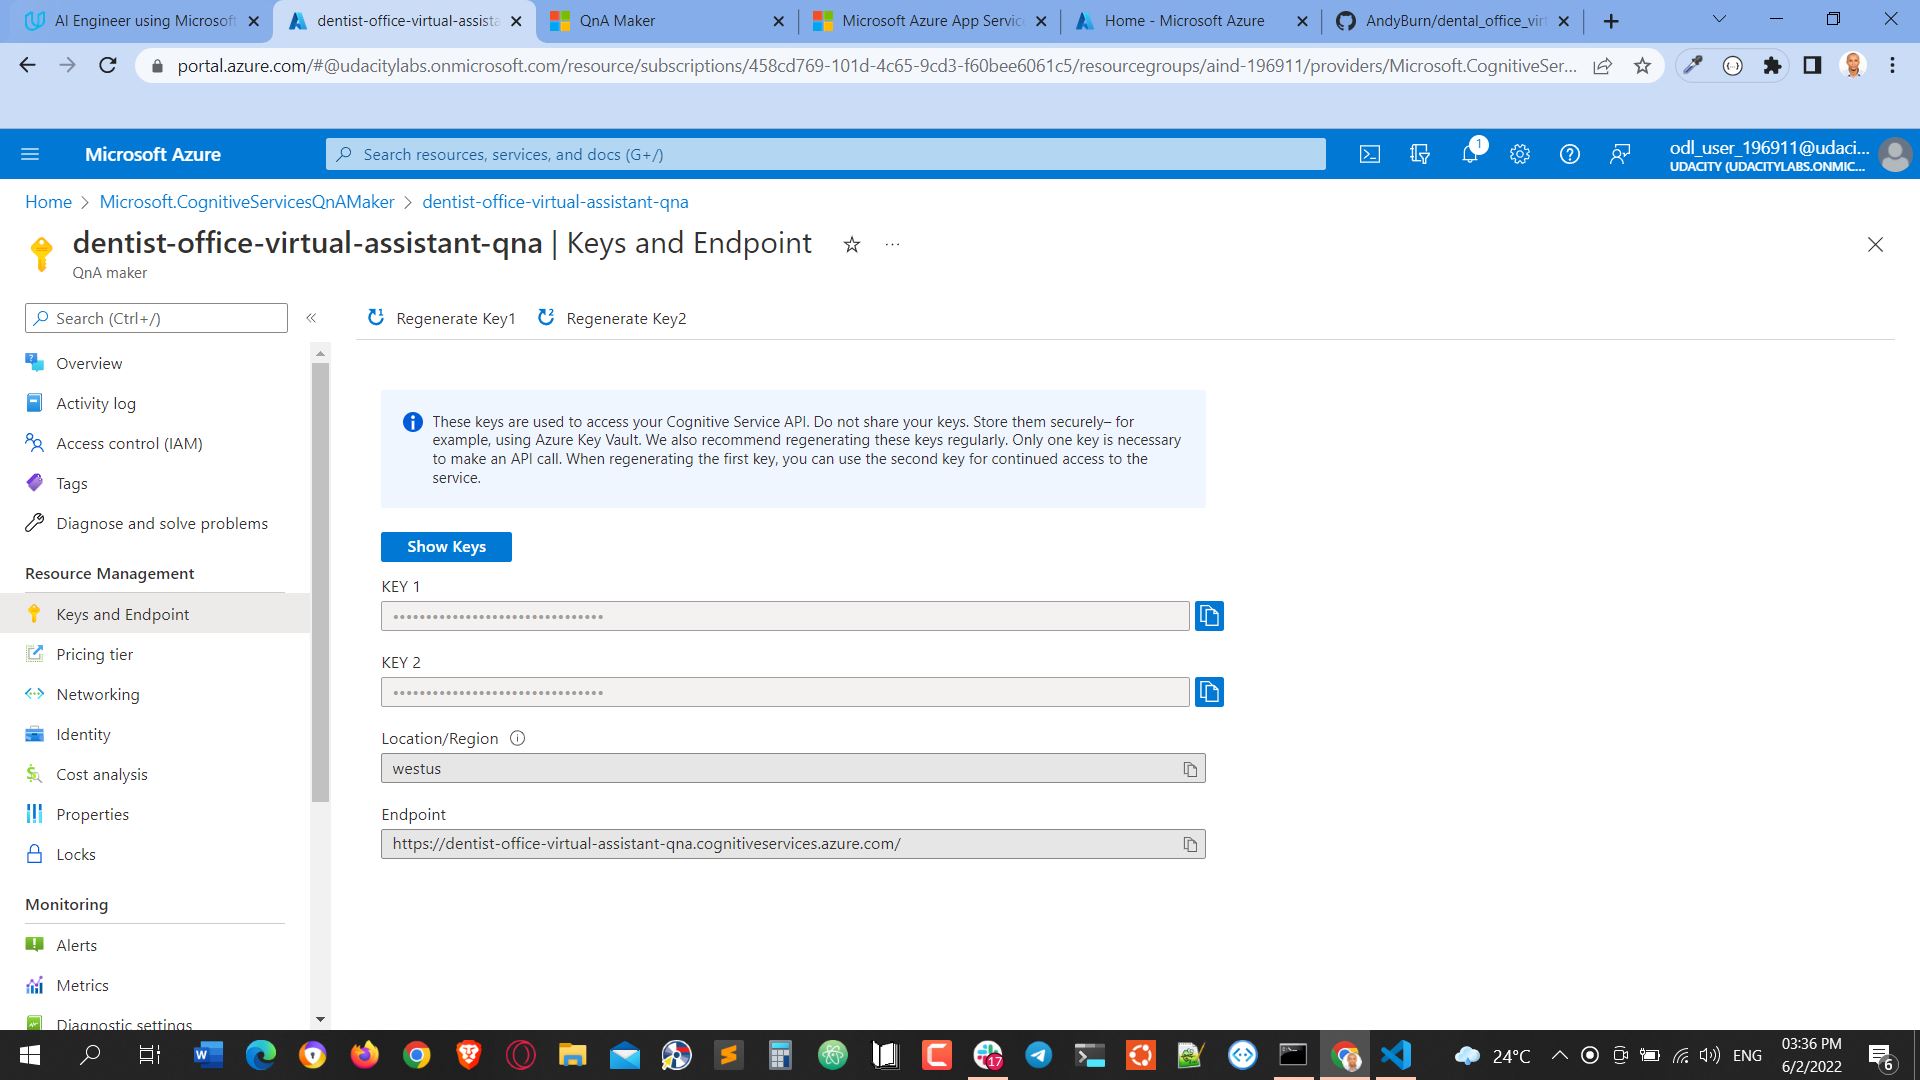 AI Engineer using Microsoft
dentist-office-virtual-assista
QnA Maker
Microsoft Azure App Service
Home - Microsoft Azure
AndyBurn/dental_office_virt
portal.azure.com/#@udacitylabs.onmicrosoft.com/resource/subscriptions/458cd769-101d-4c65-9cd3-f60bee6061c5/resourcegroups/aind-196911/providers/Microsoft.CognitiveSer...
Microsoft Azure
Search resources, services, and docs (G+/)
1
odl_user_196911@udaci...
UDACITY (UDACITYLABS.ONMIC...
Home > Microsoft.CognitiveServicesQnAMaker > dentist-office-virtual-assistant-qna
dentist-office-virtual-assistant-qna | Keys and Endpoint
QnA maker
Search (Ctrl+/)
Regenerate Key1
Regenerate Key2
Overview
Activity log
Access control (IAM)
Tags
Diagnose and solve problems
Resource Management
Keys and Endpoint
Pricing tier
Networking
Identity
Cost analysis
Properties
Locks
Monitoring
Alerts
Metrics
Diagnostic settings
These keys are used to access your Cognitive Service API. Do not share your keys. Store them securely– for
example, using Azure Key Vault. We also recommend regenerating these keys regularly. Only one key is necessary
to make an API call. When regenerating the first key, you can use the second key for continued access to the
service.
Show Keys
KEY 1
KEY 2
Location/Region
westus
Endpoint
https://dentist-office-virtual-assistant-qna.cognitiveservices.azure.com/
17
24°C
ENG
03:36 PM
6/2/2022
6